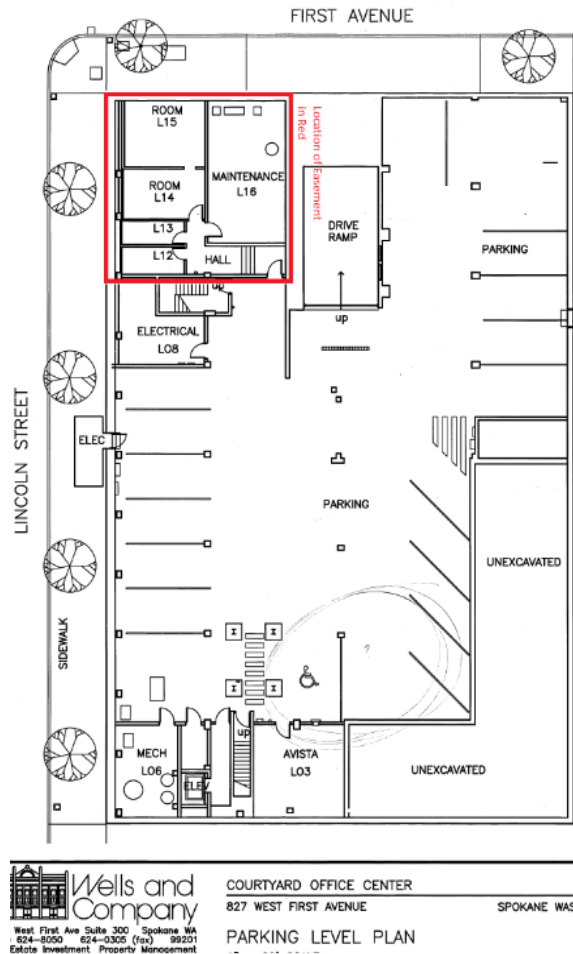 FIRST AVENUE
ROOM
L15
Location of Easement
in Red
ROOM
L14
MAINTENANCE
L16
L13
L12
HALL
DRIVE
RAMP
PARKING
up
up
ELECTRICAL
L08
LINCOLN STREET
ELEC
PARKING
UNEXCAVATED
SIDEWALK
I
I
I
I
?
up
MECH
L06
ELEV
AVISTA
L03
UNEXCAVATED
Wells and
Company
West First Ave Suite 300 Spokane WA
624-8050 624-0305 (fax) 99201
Estate Investment Property Management
COURTYARD OFFICE CENTER
827 WEST FIRST AVENUE
SPOKANE WAS
PARKING LEVEL PLAN